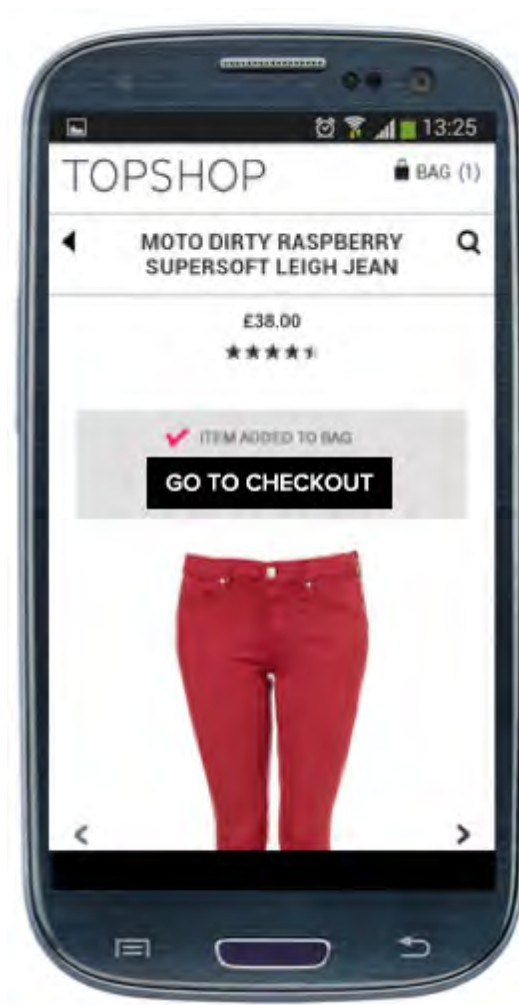 13:25
TOPSHOP
BAG (1)
MOTO DIRTY RASPBERRY
SUPERSOFT LEIGH JEAN
£38.00
ITEM ADDED TO BAG
GO TO CHECKOUT